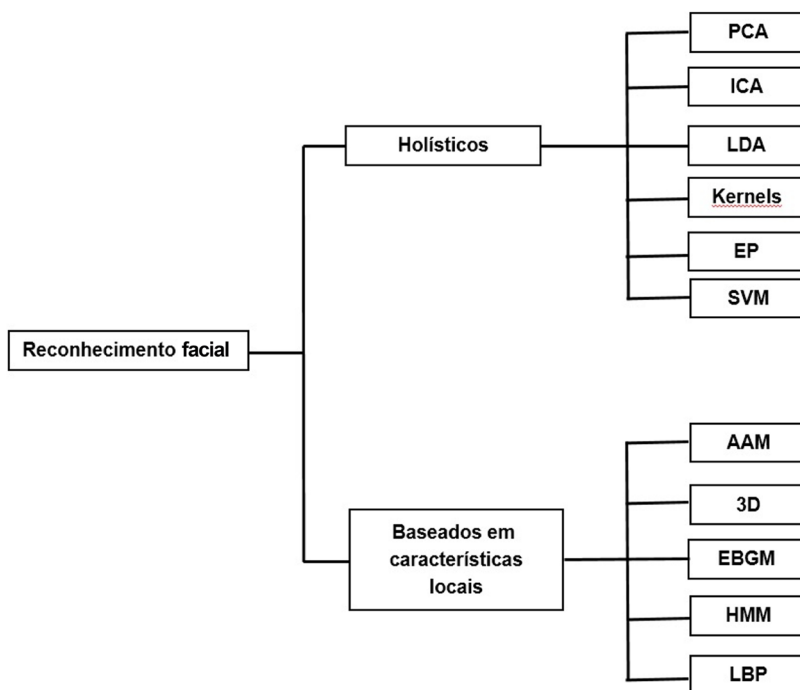 PCA
ICA
Holísticos
LDA
Kernels
EP
SVM
Reconhecimento facial
AAM
3D
Baseados em
características
locais
EBGM
HMM
LBP